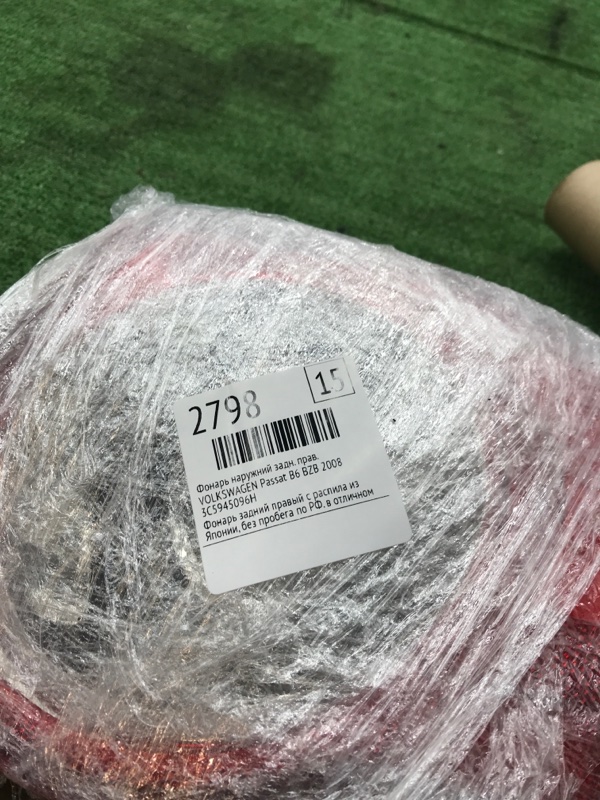 2798
15
Фонарь наружний задн. прав.
VOLKSWAGEN Passat B6 BZB 2008
3C5945096H
Фонарь задний правый с распила из
Японии, без пробега по РФ, в отличном